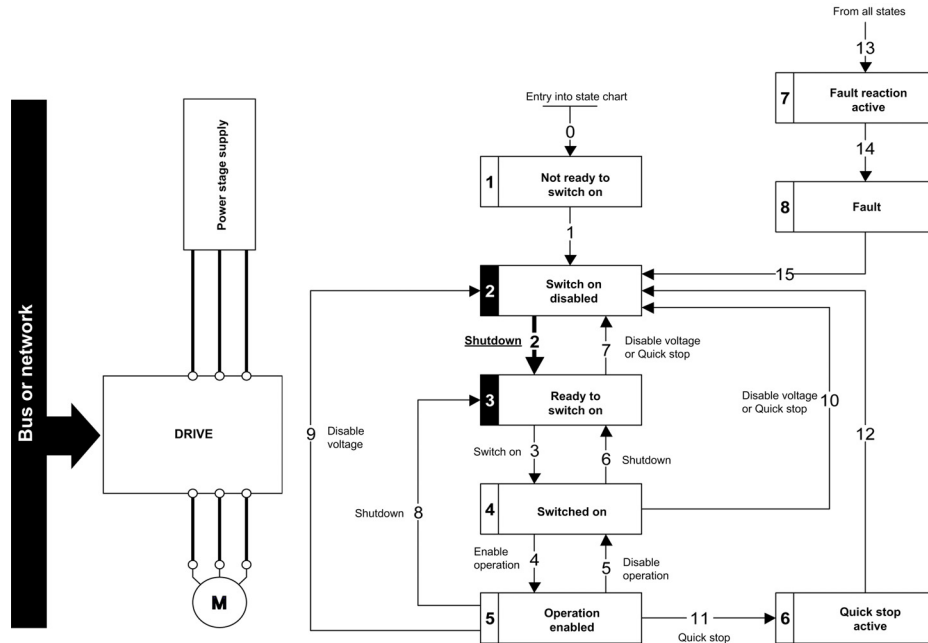 From all states
13
7
Fault reaction
active
14
8
Fault
15
Entry into state chart
0
1
Not ready to
switch on
1
2
Switch on
disabled
Shutdown
2
7
Disable voltage
or Quick stop
3
Ready to
switch on
Switch on
3
6
Shutdown
4
Switched on
Enable
operation
4
5
Disable
operation
5
Operation
enabled
11
Quick stop
6
Quick stop
active
9
Disable
voltage
Shutdown
8
Disable voltage
or Quick stop
10
12
Bus or network
Power stage supply
DRIVE
M